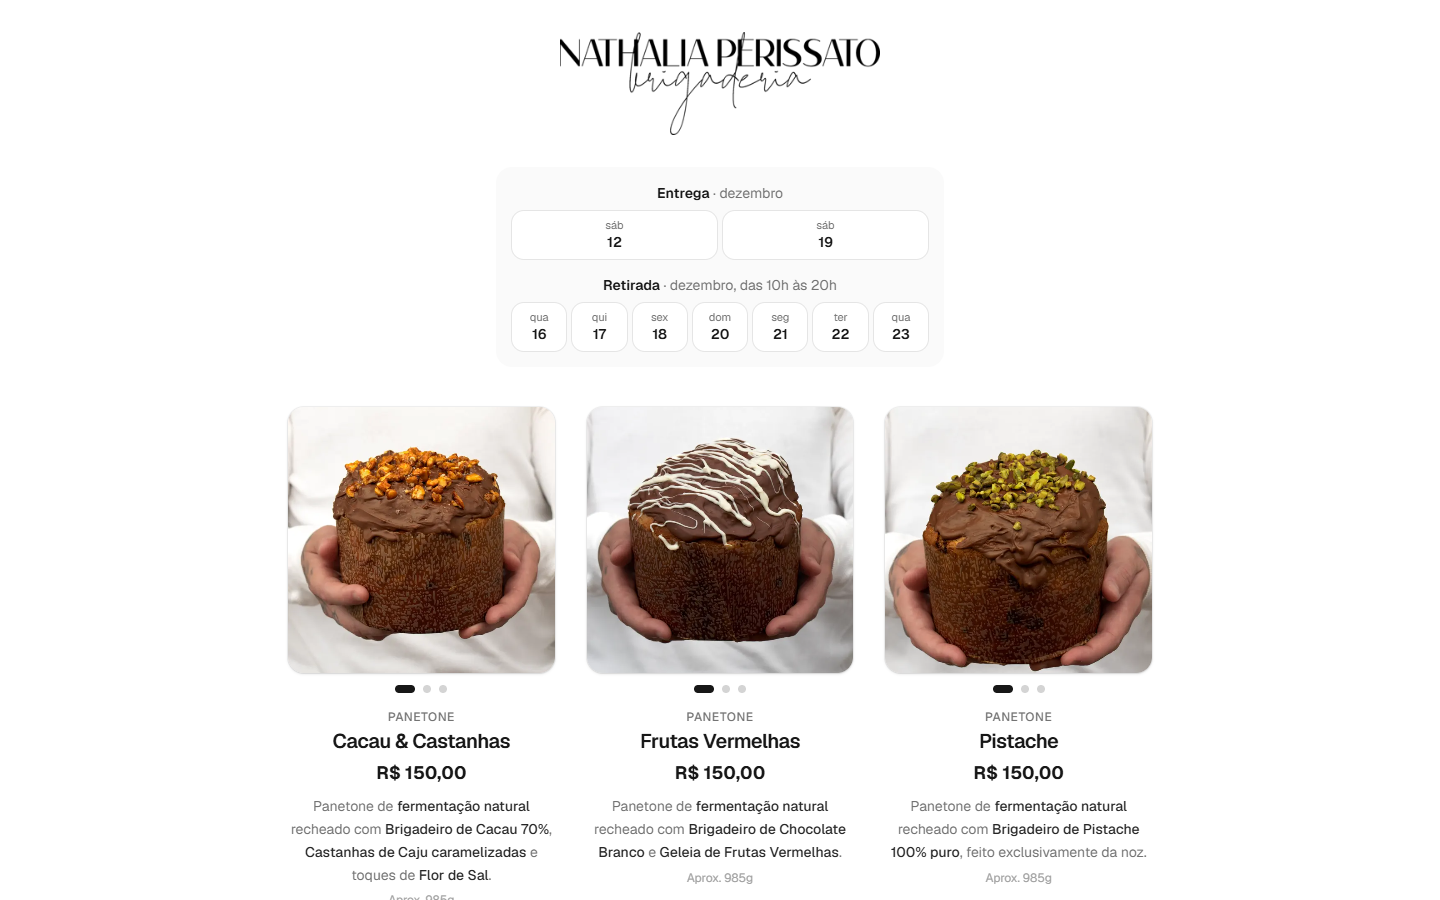 NATHALIA PERISSATO
brigaderia
Entrega · dezembro
sáb
12
sáb
19
Retirada · dezembro, das 10h às 20h
qua
16
qui
17
sex
18
dom
20
seg
21
ter
22
qua
23
PANETONE
Cacau & Castanhas
R$ 150,00
Panetone de fermentação natural
recheado com Brigadeiro de Cacau 70%,
Castanhas de Caju caramelizadas e
toques de Flor de Sal.
Aprox. 985g
PANETONE
Frutas Vermelhas
R$ 150,00
Panetone de fermentação natural
recheado com Brigadeiro de Chocolate
Branco e Geleia de Frutas Vermelhas.
Aprox. 985g
PANETONE
Pistache
R$ 150,00
Panetone de fermentação natural
recheado com Brigadeiro de Pistache
100% puro, feito exclusivamente da noz.
Aprox. 985g